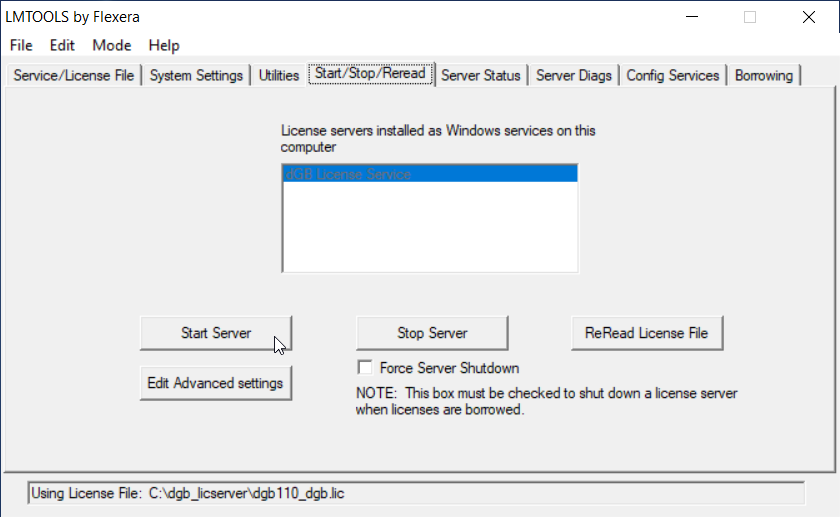 LMTOOLS by Flexera
File Edit Mode Help
Service/License File System Settings Utilities Start/Stop/Reread Server Status Server Diags Config Services Borrowing
License servers installed as Windows services on this
computer
dGB License Service
Start Server Stop Server ReRead License File
Edit Advanced settings Force Server Shutdown
NOTE: This box must be checked to shut down a license server
when licenses are borrowed.
Using License File: C:\dgb_licserver\dgb110_dgb.lic